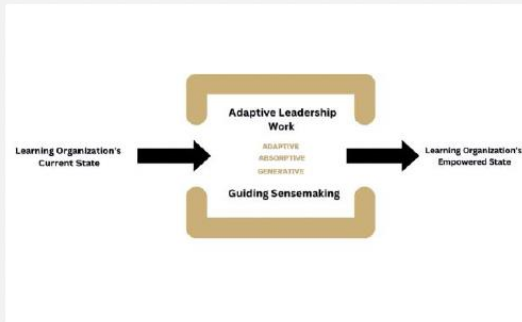 Learning Organization's
Current State
Adaptive Leadership
Work
ADAPTIVE
ABSORPTIVE
GENERATIVE
Guiding Sensemaking
Learning Organization's
Empowered State